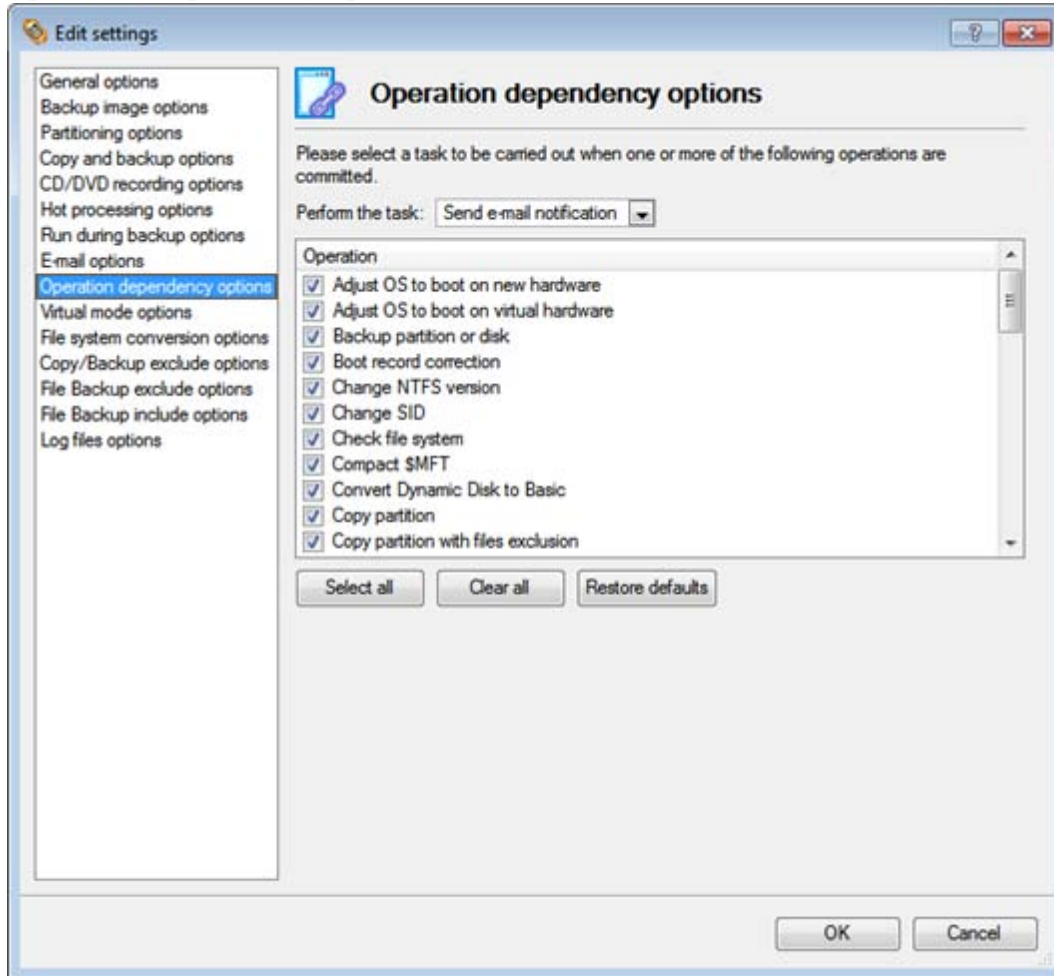 Edit settings
General options
Backup image options
Partitioning options
Copy and backup options
CD/DVD recording options
Hot processing options
Run during backup options
E-mail options
Operation dependency options
Virtual mode options
File system conversion options
Copy/Backup exclude options
File Backup exclude options
File Backup include options
Log files options
Operation dependency options
Please select a task to be carried out when one or more of the following operations are
committed.
Perform the task: Send e-mail notification
Operation
Adjust OS to boot on new hardware
Adjust OS to boot on virtual hardware
Backup partition or disk
Boot record correction
Change NTFS version
Change SID
Check file system
Compact $MFT
Convert Dynamic Disk to Basic
Copy partition
Copy partition with files exclusion
Select all Clear all Restore defaults
OK Cancel